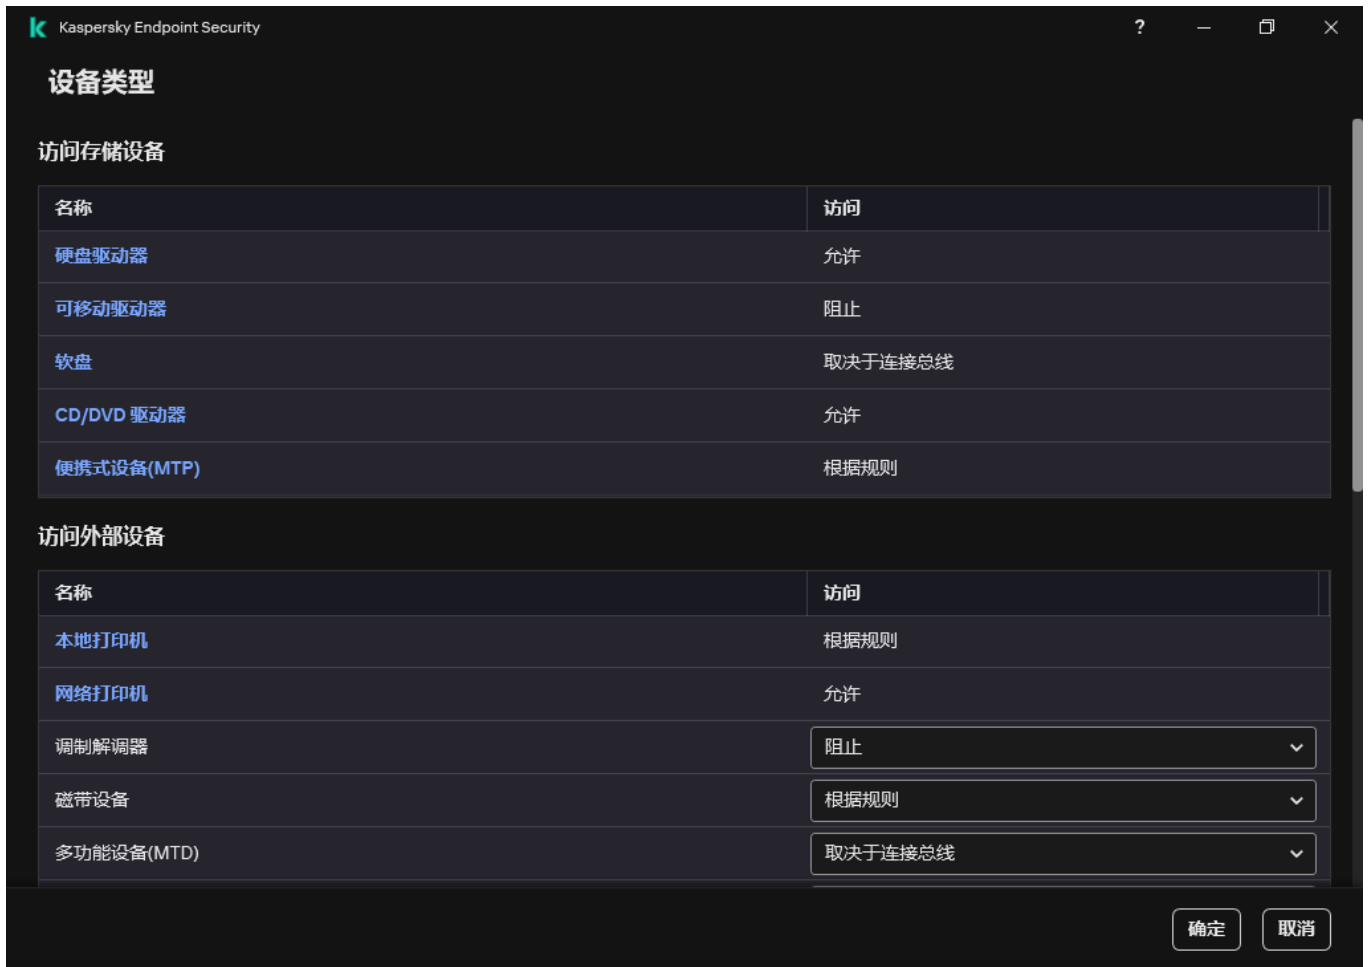 Kaspersky Endpoint Security ?
设备类型
访问存储设备
名称 访问
硬盘驱动器 允许
可移动驱动器 阻止
软盘 取决于连接总线
CD/DVD 驱动器 允许
便携式设备(MTP) 根据规则
访问外部设备
名称 访问
本地打印机 根据规则
网络打印机 允许
调制解调器 阻止
磁带设备 根据规则
多功能设备(MTD) 取决于连接总线
确定 取消